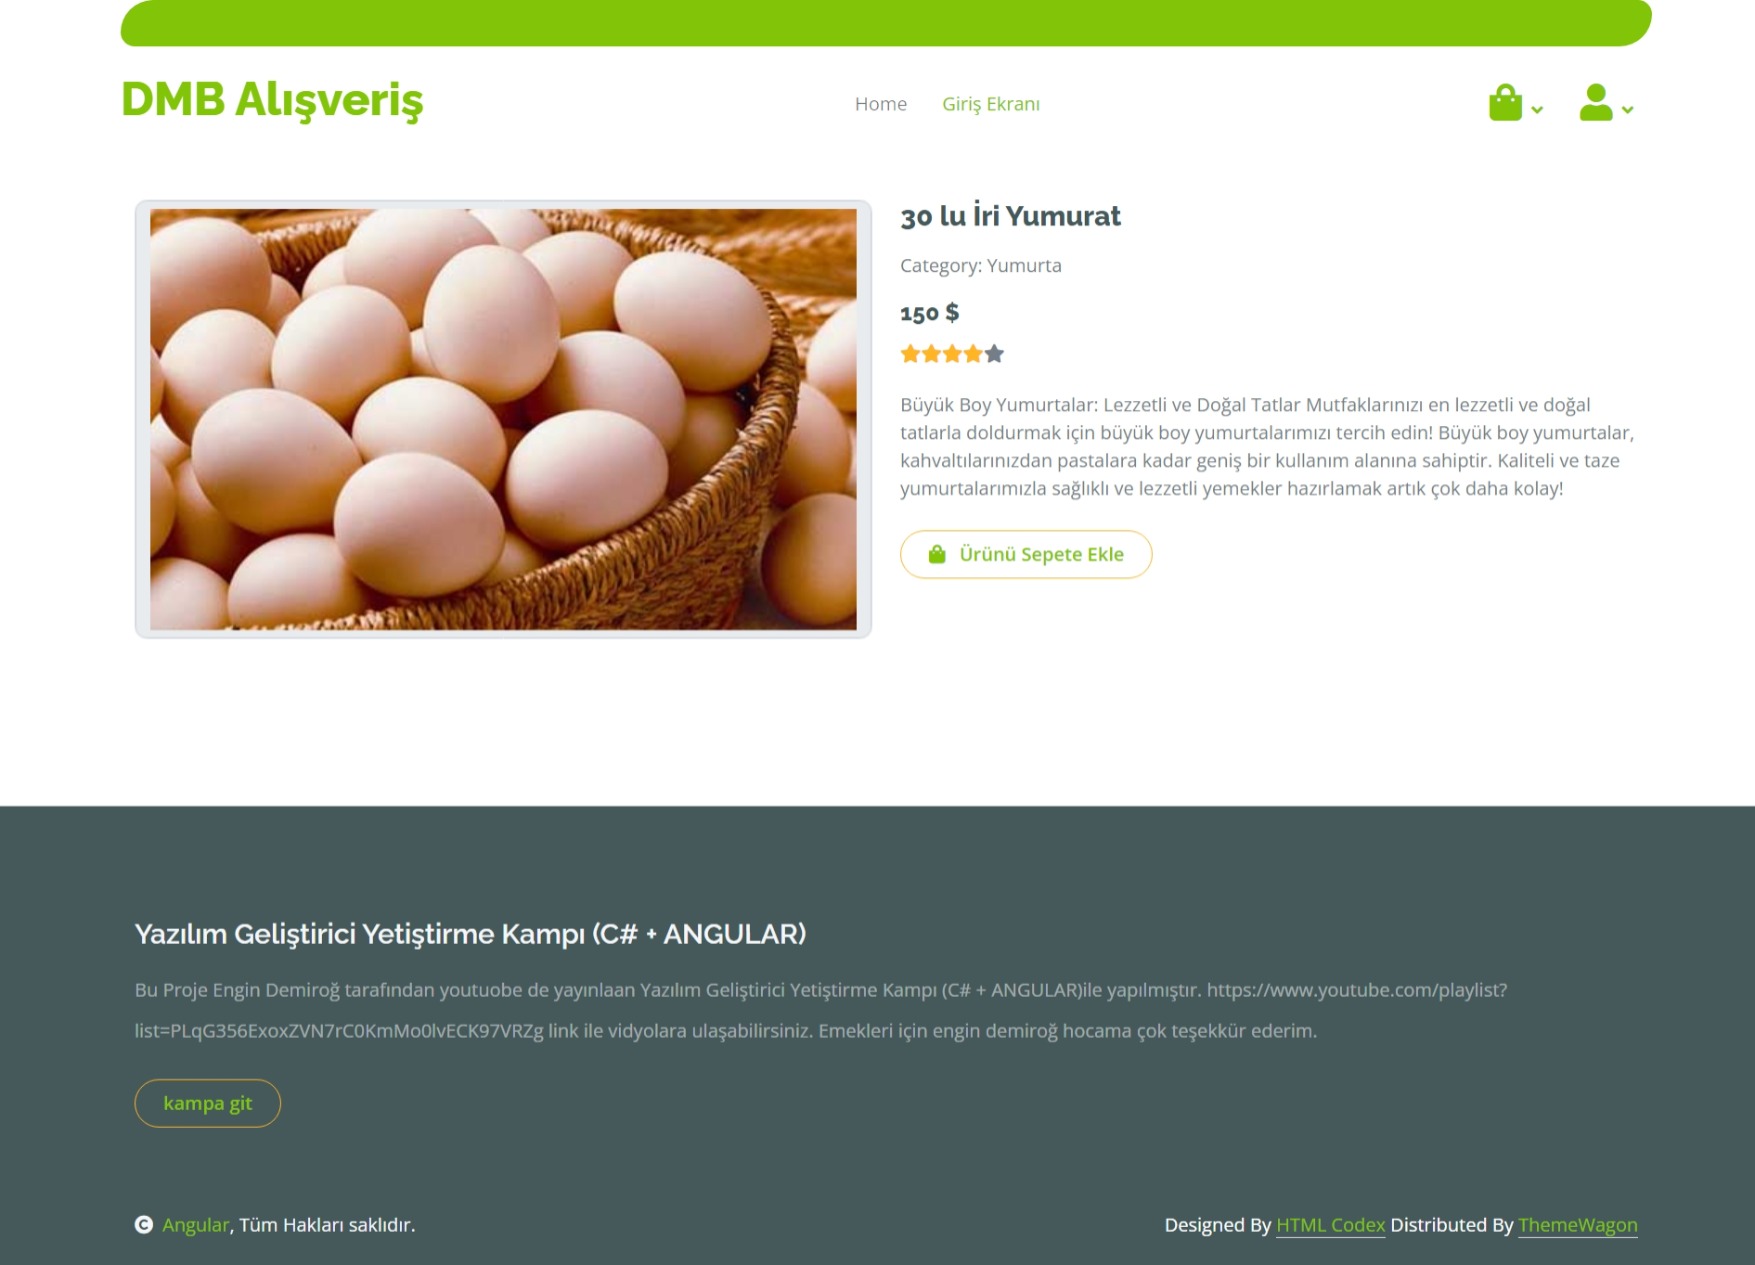 DMB Alışveriş
Home
Giriş Ekranı
30 lu İri Yumurat
Category: Yumurta
150 $
Büyük Boy Yumurtalar: Lezzetli ve Doğal Tatlar Mutfaklarınızı en lezzetli ve doğal
tatlarla doldurmak için büyük boy yumurtalarımızı tercih edin! Büyük boy yumurtalar,
kahvaltılarınızdan pastalara kadar geniş bir kullanım alanına sahiptir. Kaliteli ve taze
yumurtalarımızla sağlıklı ve lezzetli yemekler hazırlamak artık çok daha kolay!
Ürünü Sepete Ekle
Yazılım Geliştirici Yetiştirme Kampı (C# + ANGULAR)
Bu Proje Engin Demiroğ tarafından youtuobe de yayınlaan Yazılım Geliştirici Yetiştirme Kampı (C# + ANGULAR)ile yapılmıştır. https://www.youtube.com/playlist?
list=PLqG356ExoxZVN7rC0KmMo0lvECK97VRZg link ile vidyolara ulaşabilirsiniz. Emekleri için engin demiroğ hocama çok teşekkür ederim.
kampa git
© Angular, Tüm Hakları saklıdır.
Designed By HTML Codex Distributed By ThemeWagon